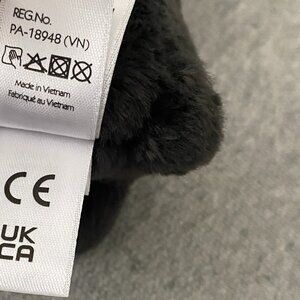 REG.No.
PA-18948 (VN)
Made in Vietnam
Fabriqué au Vietnam
CE
UK
CA